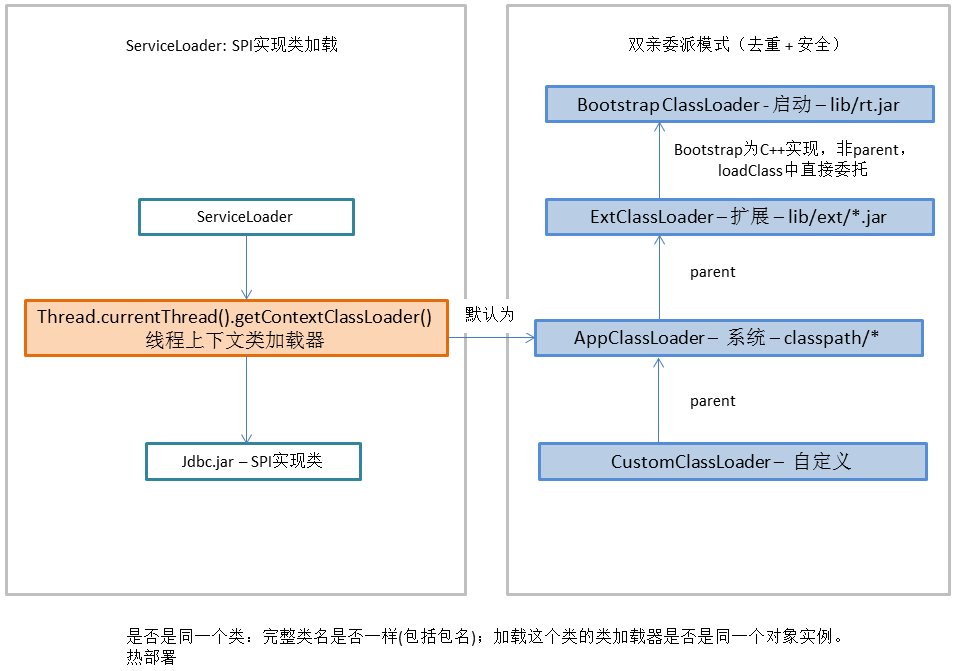 ServiceLoader: SPI实现类加载
ServiceLoader
Thread.currentThread().getContextClassLoader()
线程上下文类加载器
Jdbc.jar – SPI实现类
默认为
双亲委派模式（去重 + 安全）
Bootstrap ClassLoader - 启动 – lib/rt.jar
Bootstrap为C++实现，非parent，
loadClass中直接委托
ExtClassLoader – 扩展 – lib/ext/*.jar
parent
AppClassLoader – 系统 – classpath/*
parent
CustomClassLoader – 自定义
是否是同一个类：完整类名是否一样(包括包名)；加载这个类的类加载器是否是同一个对象实例。
热部署